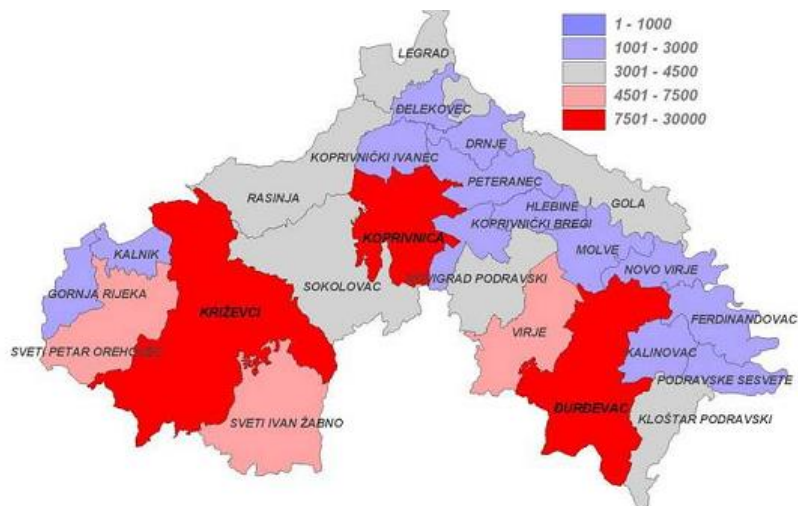 1 - 1000
1001 - 3000
3001 - 4500
4501 - 7500
7501 - 30000
LEGRAD
ĐELEKOVEC
DRNJE
KOPRIVNIČKI IVANEC
PETERANEC
RASINJA
HLEBINE
GOLA
KOPRIVNIČKI BREGI
KOPRIVNICA
MOLVE
KALNIK
NOVO VIRJE
PODRAVSKI
SOKOLOVAC
GORNJA RIJEKA
KRIŽEVCI
FERDINANDOVAC
VIRJE
SVETI PETAR
KALINOVAC
PODRAVSKE SESVETE
ĐURĐEVAC
SVETI IVAN ŽABNO
KLOŠTAR PODRAVSKI